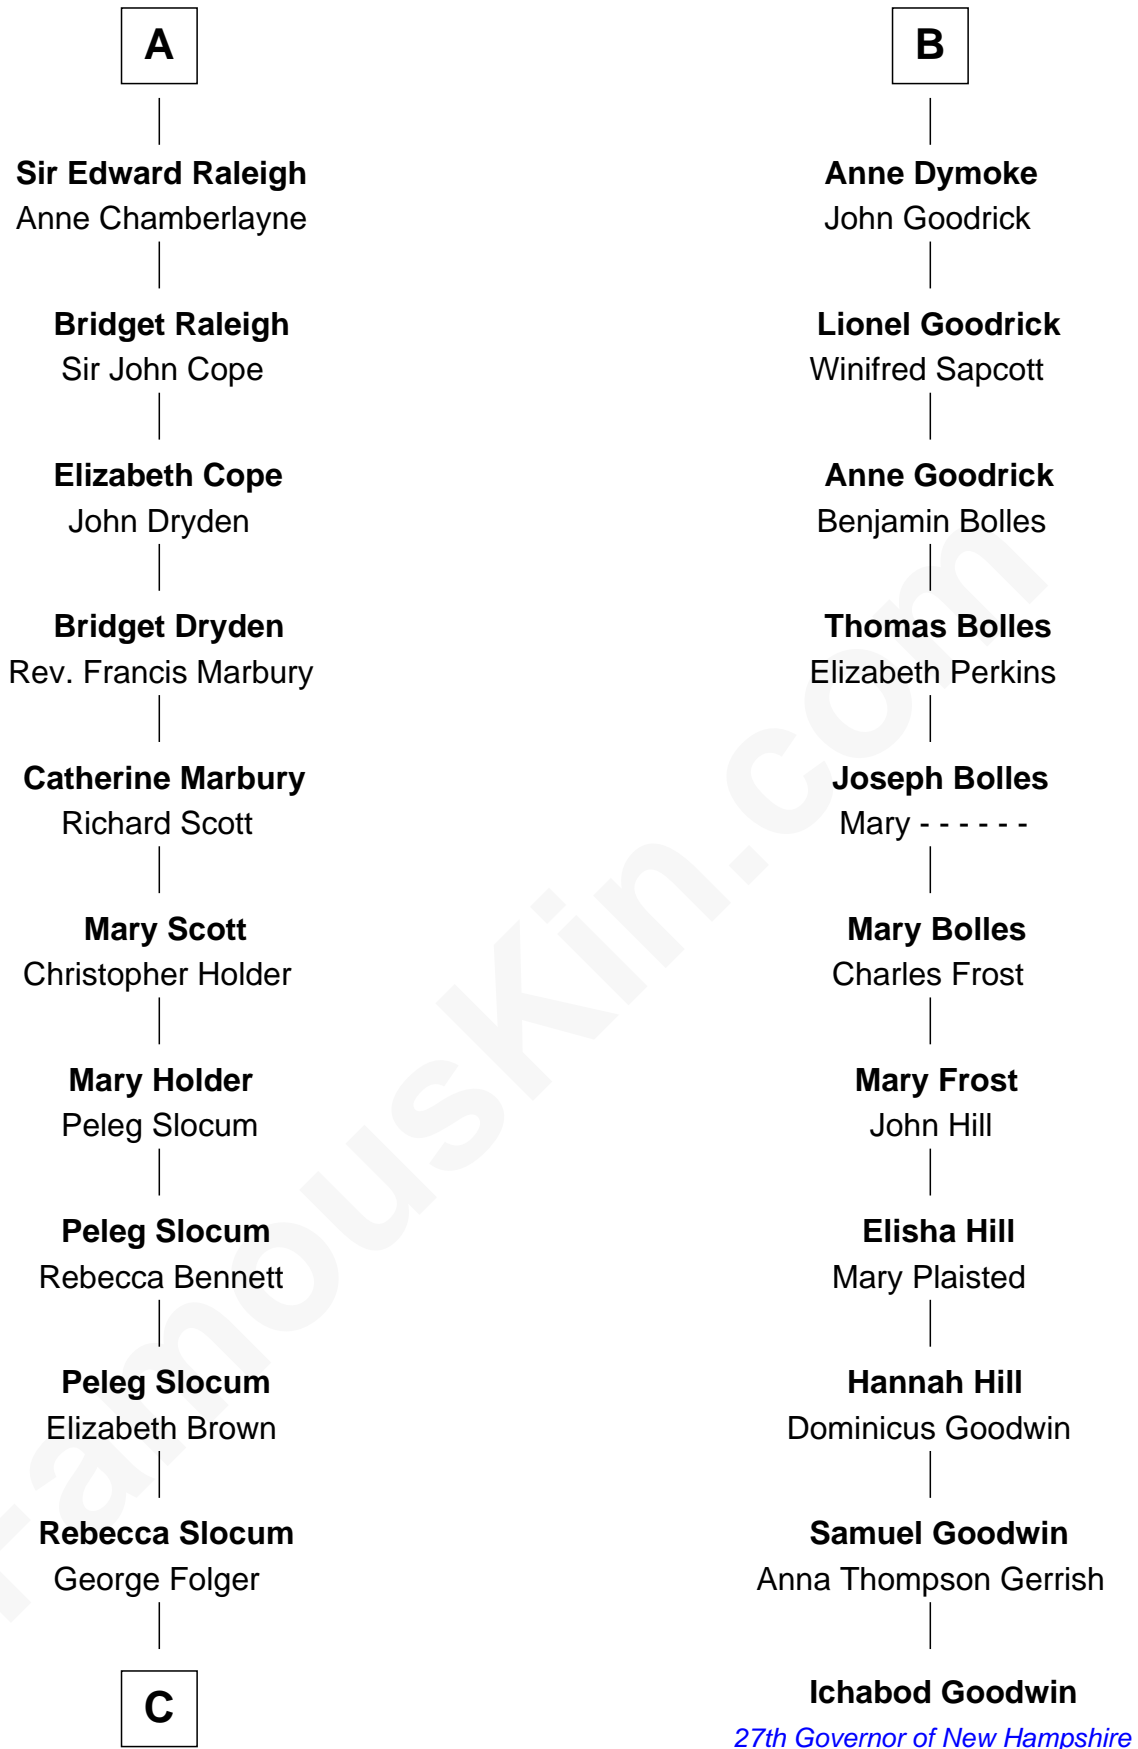 A
Sir Edward Raleigh
Anne Chamberlayne
Bridget Raleigh
Sir John Cope
Elizabeth Cope
John Dryden
Bridget Dryden
Rev. Francis Marbury
Catherine Marbury
Richard Scott
Mary Scott
Christopher Holder
Mary Holder
Peleg Slocum
Peleg Slocum
Rebecca Bennett
Peleg Slocum
Elizabeth Brown
Rebecca Slocum
George Folger
C
B
Anne Dymoke
John Goodrick
Lionel Goodrick
Winifred Sapcott
Anne Goodrick
Benjamin Bolles
Thomas Bolles
Elizabeth Perkins
Joseph Bolles
Mary - - - - - -
Mary Bolles
Charles Frost
Mary Frost
John Hill
Elisha Hill
Mary Plaisted
Hannah Hill
Dominicus Goodwin
Samuel Goodwin
Anna Thompson Gerrish
Ichabod Goodwin
27th Governor of New Hampshire
FamousKin.com